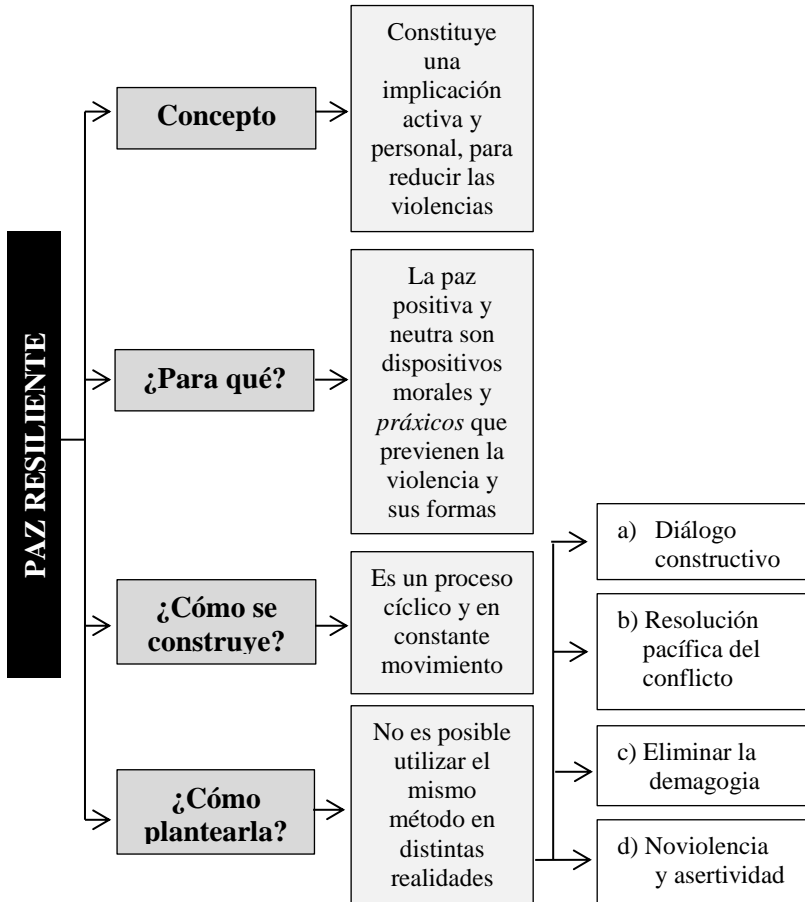 PAZ RESILIENTE
Concepto
Constituye
una
implicación
activa y
personal, para
reducir las
violencias
¿Para qué?
La paz
positiva y
neutra son
dispositivos
morales y
práxicos que
previenen la
violencia y
sus formas
¿Cómo se
construye?
Es un proceso
cíclico y en
constante
movimiento
¿Cómo
plantearla?
No es posible
utilizar el
mismo
método en
distintas
realidades
a) Diálogo
constructivo
b) Resolución
pacífica del
conflicto
c) Eliminar la
demagogia
d) Noviolencia
y asertividad